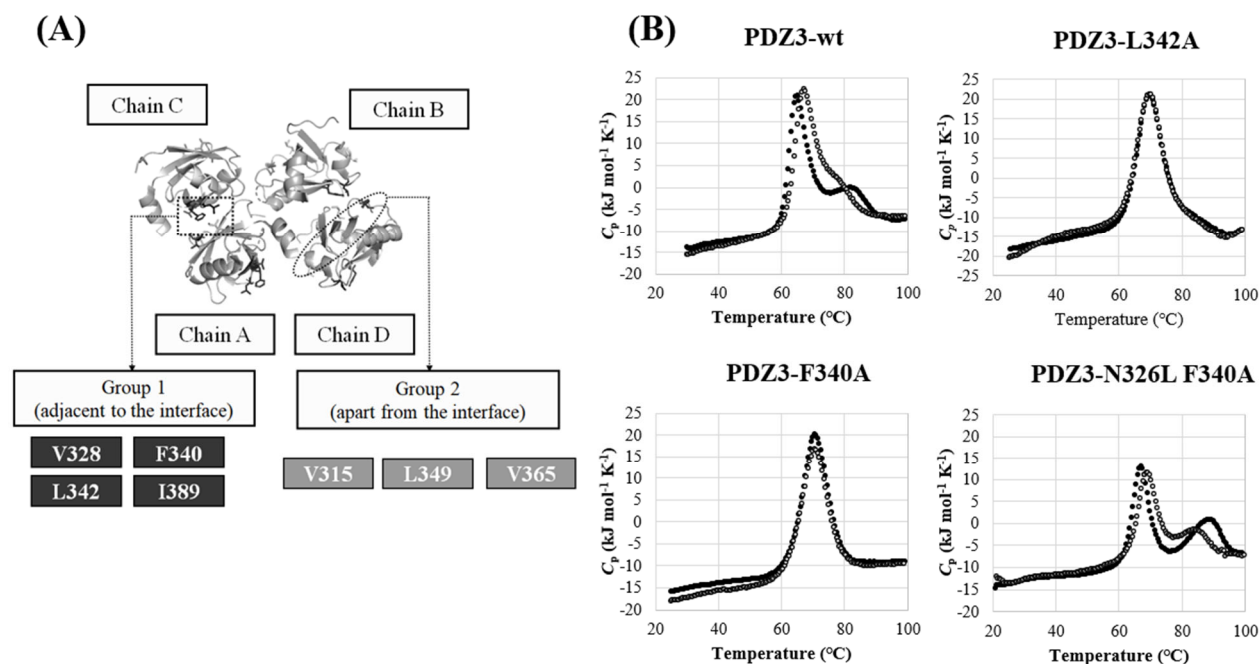 (A)
Chain C
Chain B
Chain A
Chain D
Group 1
(adjacent to the interface)
Group 2
(apart from the interface)
V328
F340
L342
I389
V315
L349
V365
(B)
PDZ3-wt
25
20
15
10
5
0
-5
-10
-15
-20
Cp (kJ mol-1 K-1)
20
40
60
80
100
Temperature (°C)
PDZ3-L342A
25
20
15
10
5
0
-5
-10
-15
-20
-25
Cp (kJ mol-1 K-1)
20
40
60
80
100
Temperature (°C)
PDZ3-F340A
25
20
15
10
5
0
-5
-10
-15
-20
Cp (kJ mol-1 K-1)
20
40
60
80
100
Temperature (°C)
PDZ3-N326L F340A
25
20
15
10
5
0
-5
-10
-15
-20
Cp (kJ mol-1 K-1)
20
40
60
80
100
Temperature (°C)